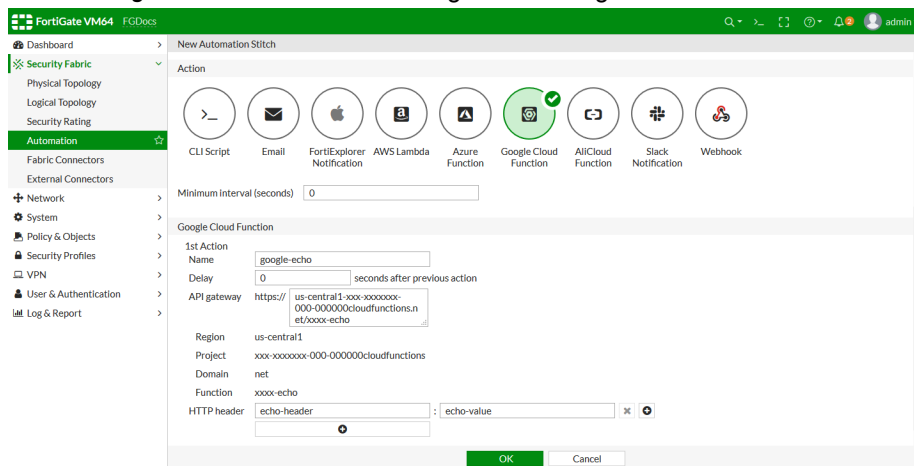 FortiGate VM64 FGDocs
>_ 2 admin
Dashboard
Security Fabric
Physical Topology
Logical Topology
Security Rating
Automation
Fabric Connectors
External Connectors
Network
System
Policy & Objects
Security Profiles
VPN
User & Authentication
Log & Report
New Automation Stitch
Action
CLI Script
Email
FortiExplorer
Notification
AWS Lambda
Azure
Function
Google Cloud
Function
AliCloud
Function
Slack
Notification
Webhook
Minimum interval (seconds) 0
Google Cloud Function
1st Action
Name google-echo
Delay 0 seconds after previous action
API gateway https:// us-central1-xxx-xxxxxxx-
000-000000cloudfunctions.n
et/xxxx-echo
Region us-central1
Project xxx-xxxxxxx-000-000000cloudfunctions
Domain net
Function xxxx-echo
HTTP header echo-header : echo-value
OK Cancel